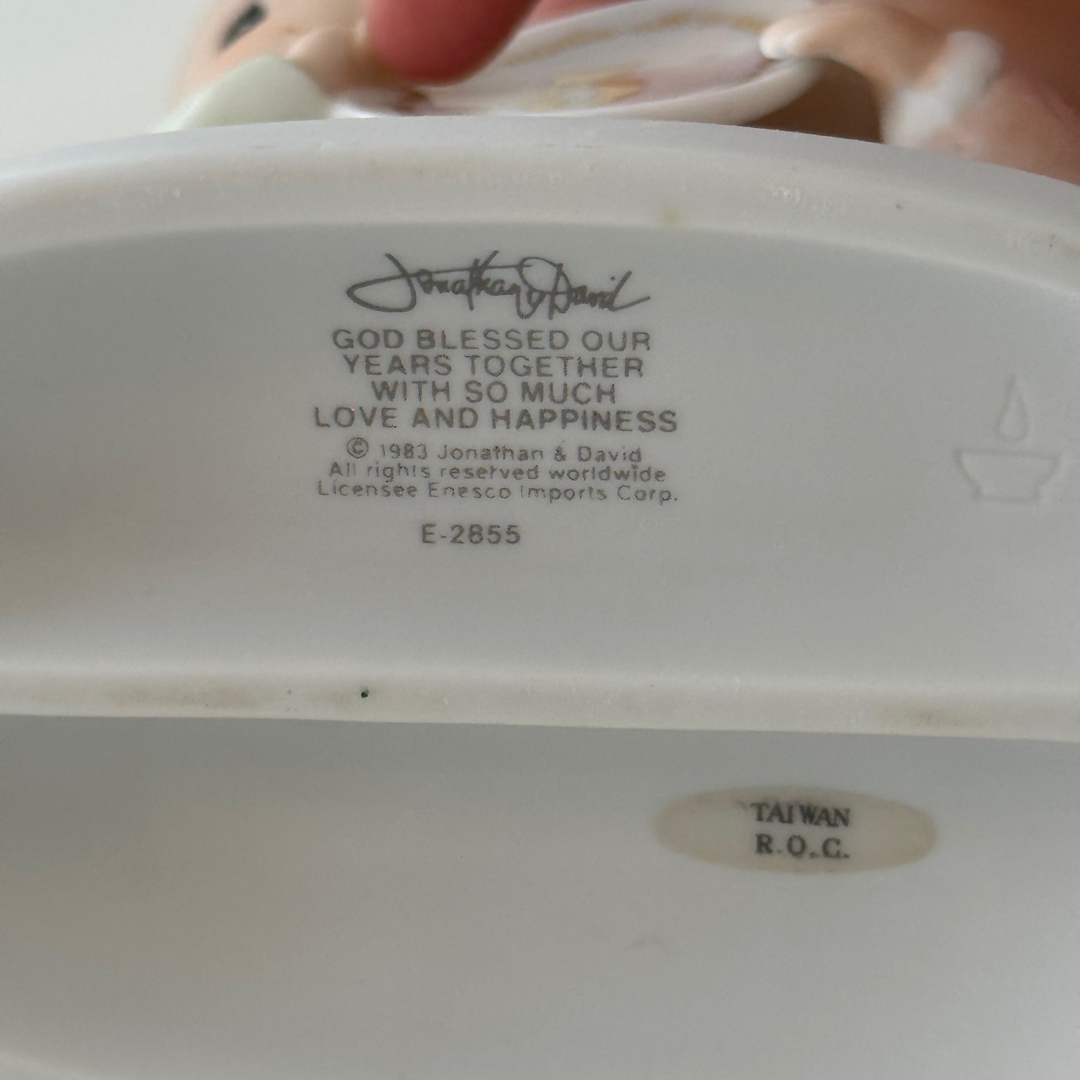 Jonathan & David
GOD BLESSED OUR
YEARS TOGETHER
WITH SO MUCH
LOVE AND HAPPINESS
© 1983 Jonathan & David
All rights reserved worldwide
Licensee Enesco Imports Corp.
E-2855
TAIWAN
R.O.C.